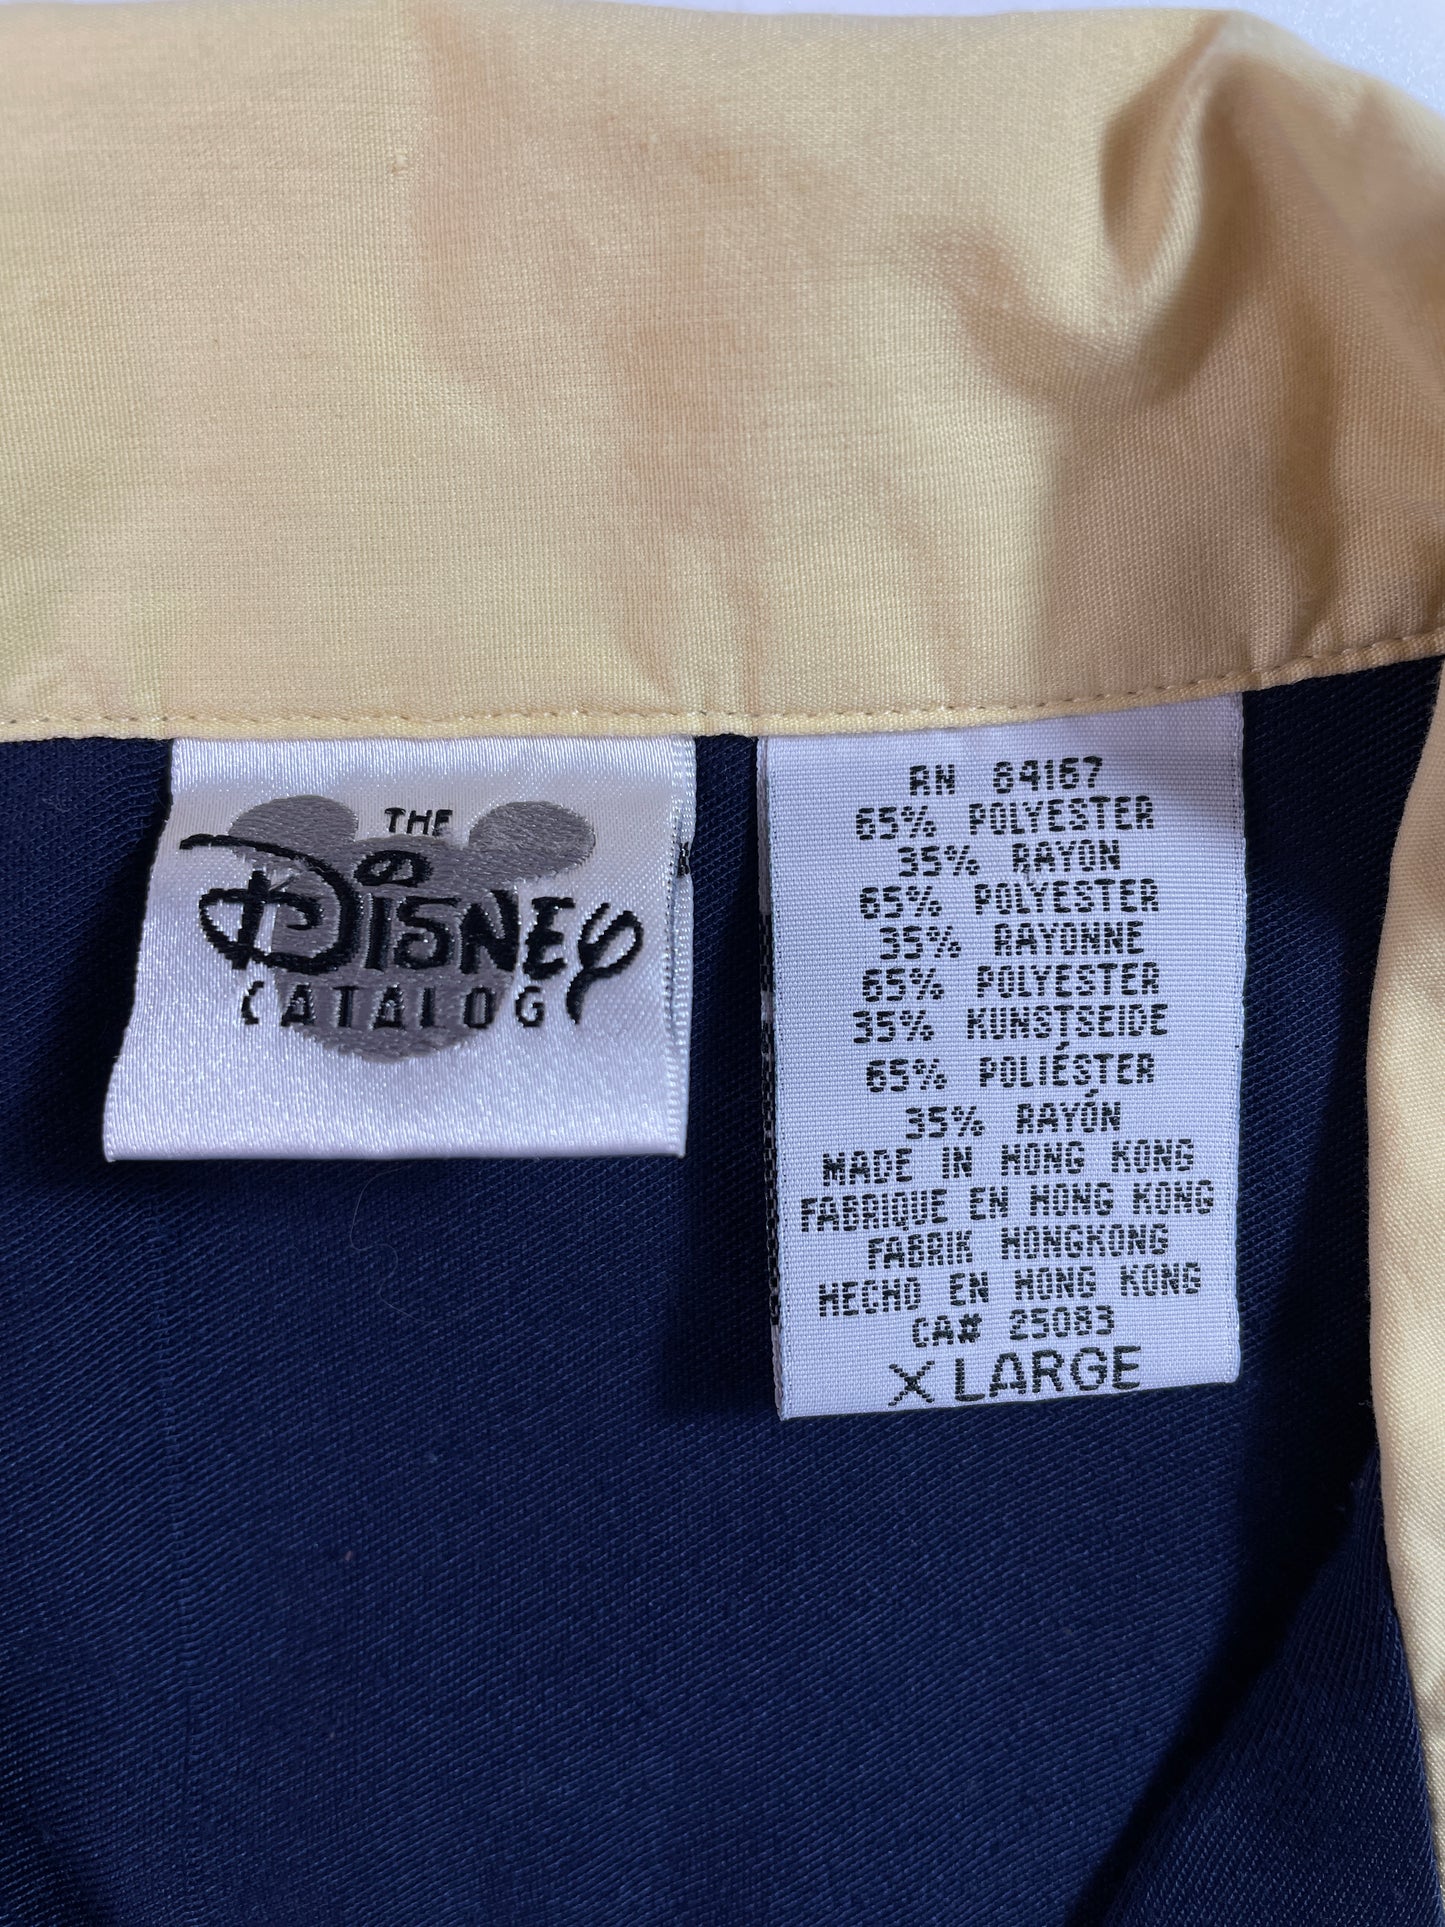 THE
DISNEY
CATALOG
RN 84167
65% POLYESTER
35% RAYON
65% POLYESTER
35% RAYONNE
65% POLYESTER
35% KUNSTSEIDE
65% POLIÉSTER
35% RAYÓN
MADE IN HONG KONG
FABRIQUE EN HONG KONG
FABRIK HONGKONG
HECHO EN HONG KONG
CA# 25083
X LARGE